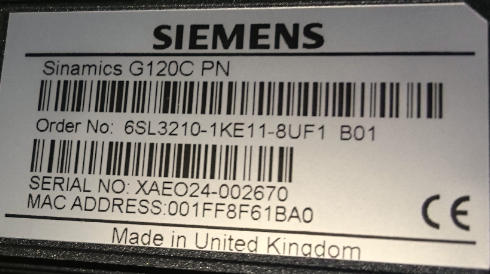 SIEMENS
Sinamics G120C PN
Order No: 6SL3210-1KE11-8UF1 B01
SERIAL NO: XAEO24-002670
MAC ADDRESS:001FF8F61BA0
CE
Made in United Kingdom